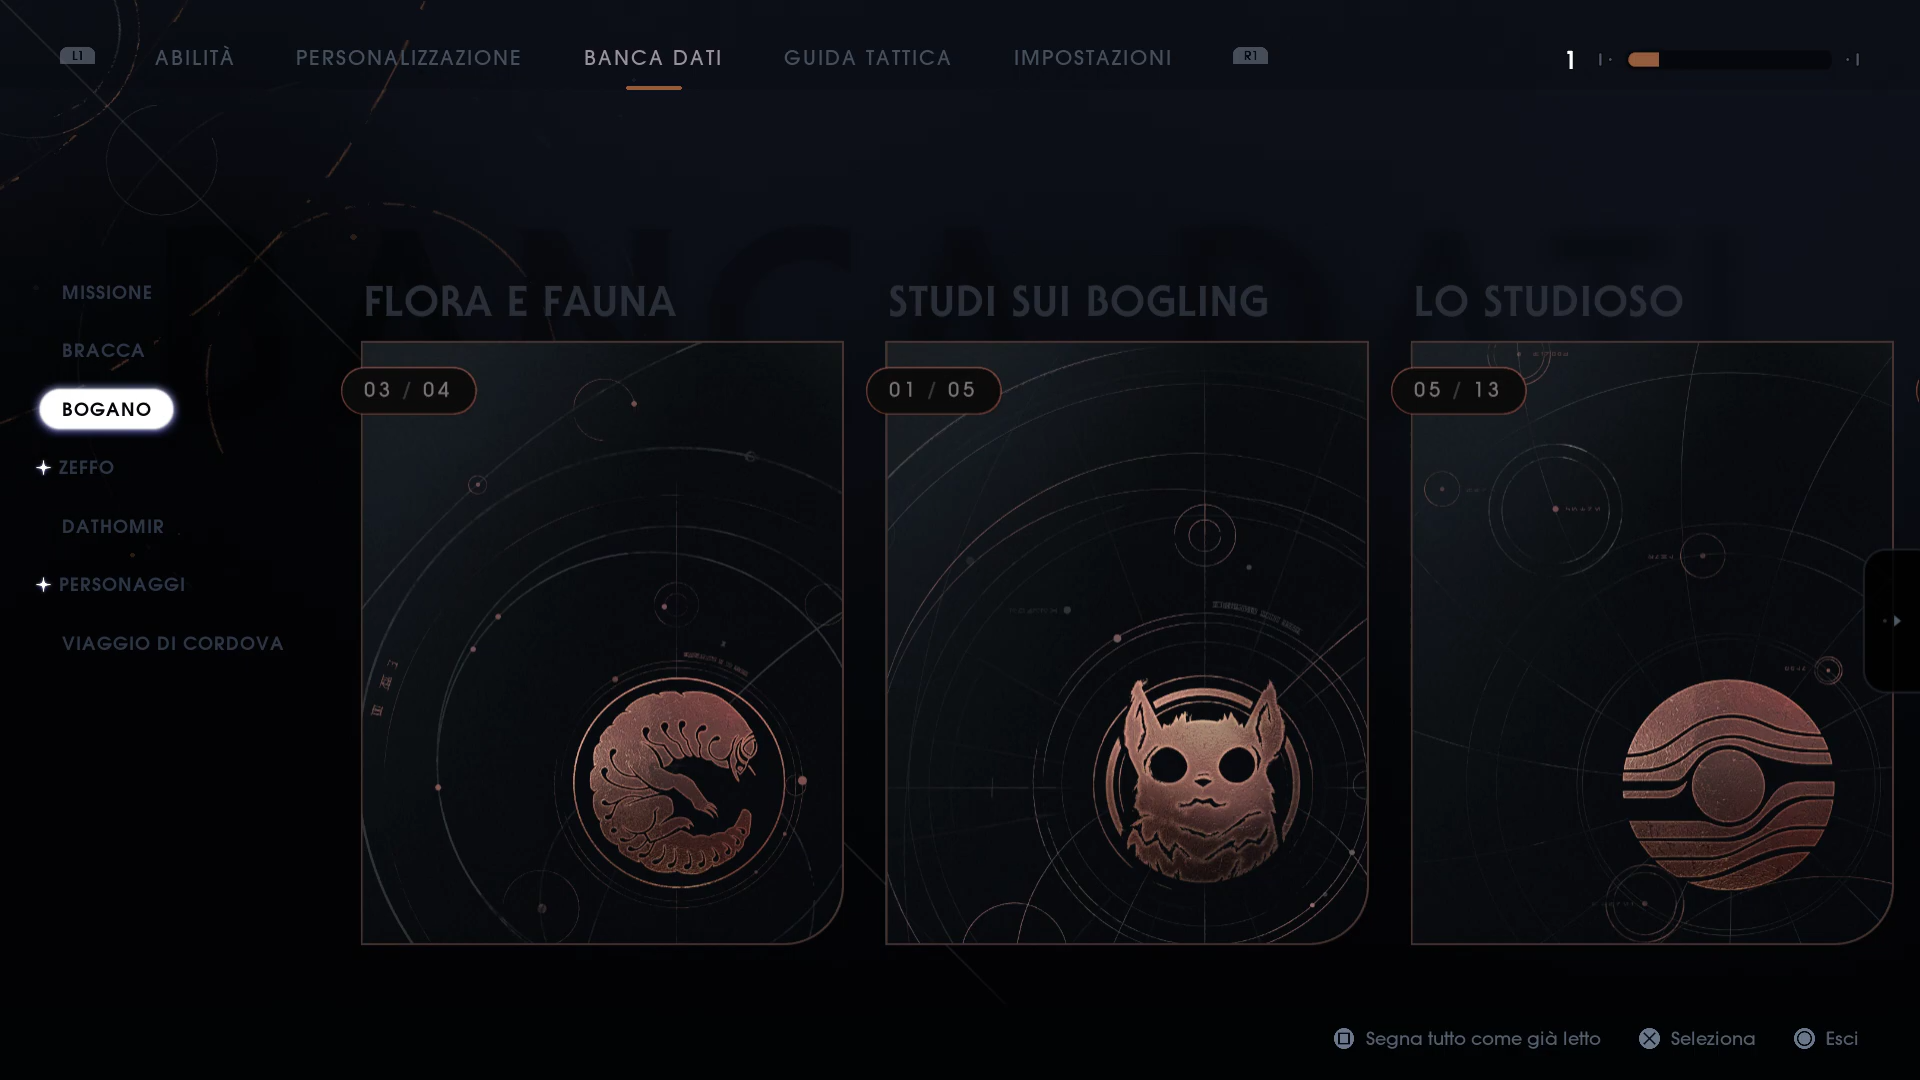 L1 ABILITÀ PERSONALIZZAZIONE BANCA DATI GUIDA TATTICA IMPOSTAZIONI R1 1
BANCA DATI
MISSIONE
BRACCA
BOGANO
ZEFFO
DATHOMIR
PERSONAGGI
VIAGGIO DI CORDOVA
FLORA E FAUNA
03 / 04
STUDI SUI BOGLING
01 / 05
LO STUDIOSO
05 / 13
Segna tutto come già letto Seleziona Esci